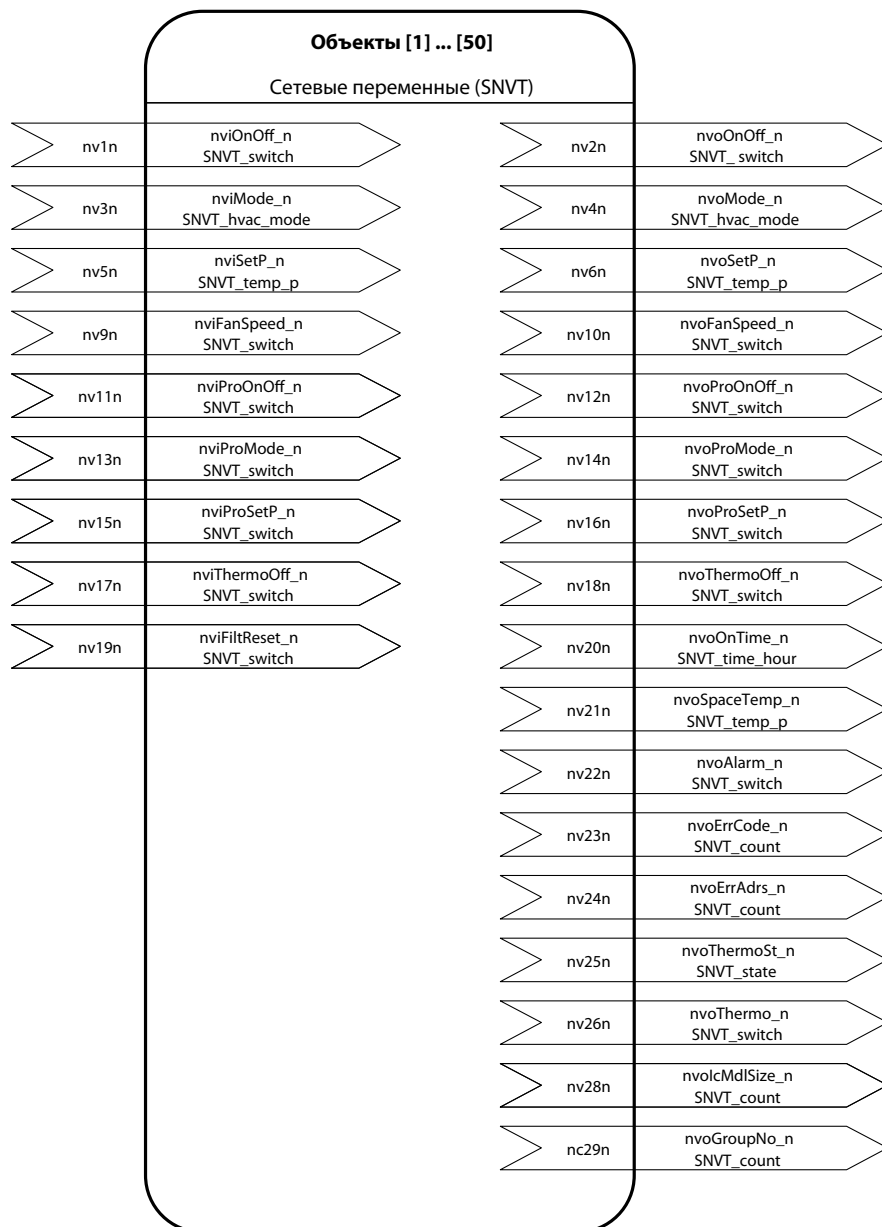 Объекты [1] ... [50]
Сетевые переменные (SNVT)
nv1n
nviOnOff_n
SNVT_switch
nv2n
nvoOnOff_n
SNVT_ switch
nv3n
nviMode_n
SNVT_hvac_mode
nv4n
nvoMode_n
SNVT_hvac_mode
nv5n
nviSetP_n
SNVT_temp_p
nv6n
nvoSetP_n
SNVT_temp_p
nv9n
nviFanSpeed_n
SNVT_switch
nv10n
nvoFanSpeed_n
SNVT_switch
nv11n
nviProOnOff_n
SNVT_switch
nv12n
nvoProOnOff_n
SNVT_switch
nv13n
nviProMode_n
SNVT_switch
nv14n
nvoProMode_n
SNVT_switch
nv15n
nviProSetP_n
SNVT_switch
nv16n
nvoProSetP_n
SNVT_switch
nv17n
nviThermoOff_n
SNVT_switch
nv18n
nvoThermoOff_n
SNVT_switch
nv19n
nviFiltReset_n
SNVT_switch
nv20n
nvoOnTime_n
SNVT_time_hour
nv21n
nvoSpaceTemp_n
SNVT_temp_p
nv22n
nvoAlarm_n
SNVT_switch
nv23n
nvoErrCode_n
SNVT_count
nv24n
nvoErrAdrs_n
SNVT_count
nv25n
nvoThermoSt_n
SNVT_state
nv26n
nvoThermo_n
SNVT_switch
nv28n
nvoIcMdlSize_n
SNVT_count
nc29n
nvoGroupNo_n
SNVT_count